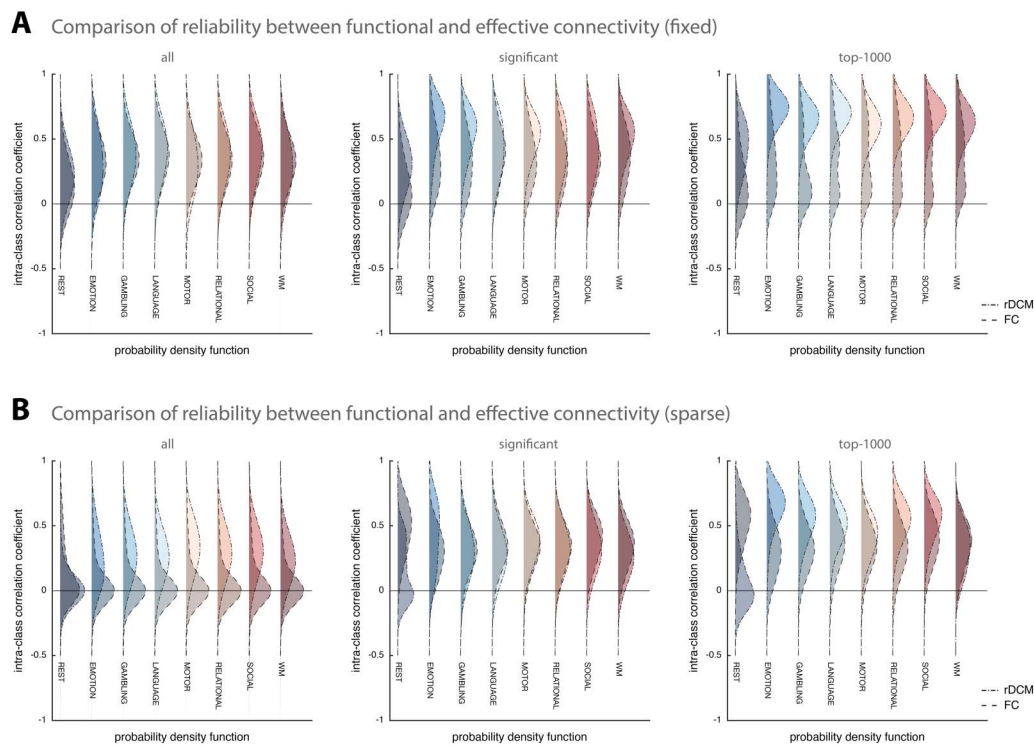 A Comparison of reliability between functional and effective connectivity (fixed)
all
significant
top-1000
intra-class correlation coefficient
1
0.5
0
-0.5
-1
REST
EMOTION
GAMBLING
LANGUAGE
MOTOR
RELATIONAL
SOCIAL
WM
probability density function
intra-class correlation coefficient
1
0.5
0
-0.5
-1
REST
EMOTION
GAMBLING
LANGUAGE
MOTOR
RELATIONAL
SOCIAL
WM
probability density function
intra-class correlation coefficient
1
0.5
0
-0.5
-1
REST
EMOTION
GAMBLING
LANGUAGE
MOTOR
RELATIONAL
SOCIAL
WM
probability density function
rDCM
FC
B Comparison of reliability between functional and effective connectivity (sparse)
all
significant
top-1000
intra-class correlation coefficient
1
0.5
0
-0.5
-1
REST
EMOTION
GAMBLING
LANGUAGE
MOTOR
RELATIONAL
SOCIAL
WM
probability density function
intra-class correlation coefficient
1
0.5
0
-0.5
-1
REST
EMOTION
GAMBLING
LANGUAGE
MOTOR
RELATIONAL
SOCIAL
WM
probability density function
intra-class correlation coefficient
1
0.5
0
-0.5
-1
REST
EMOTION
GAMBLING
LANGUAGE
MOTOR
RELATIONAL
SOCIAL
WM
probability density function
rDCM
FC